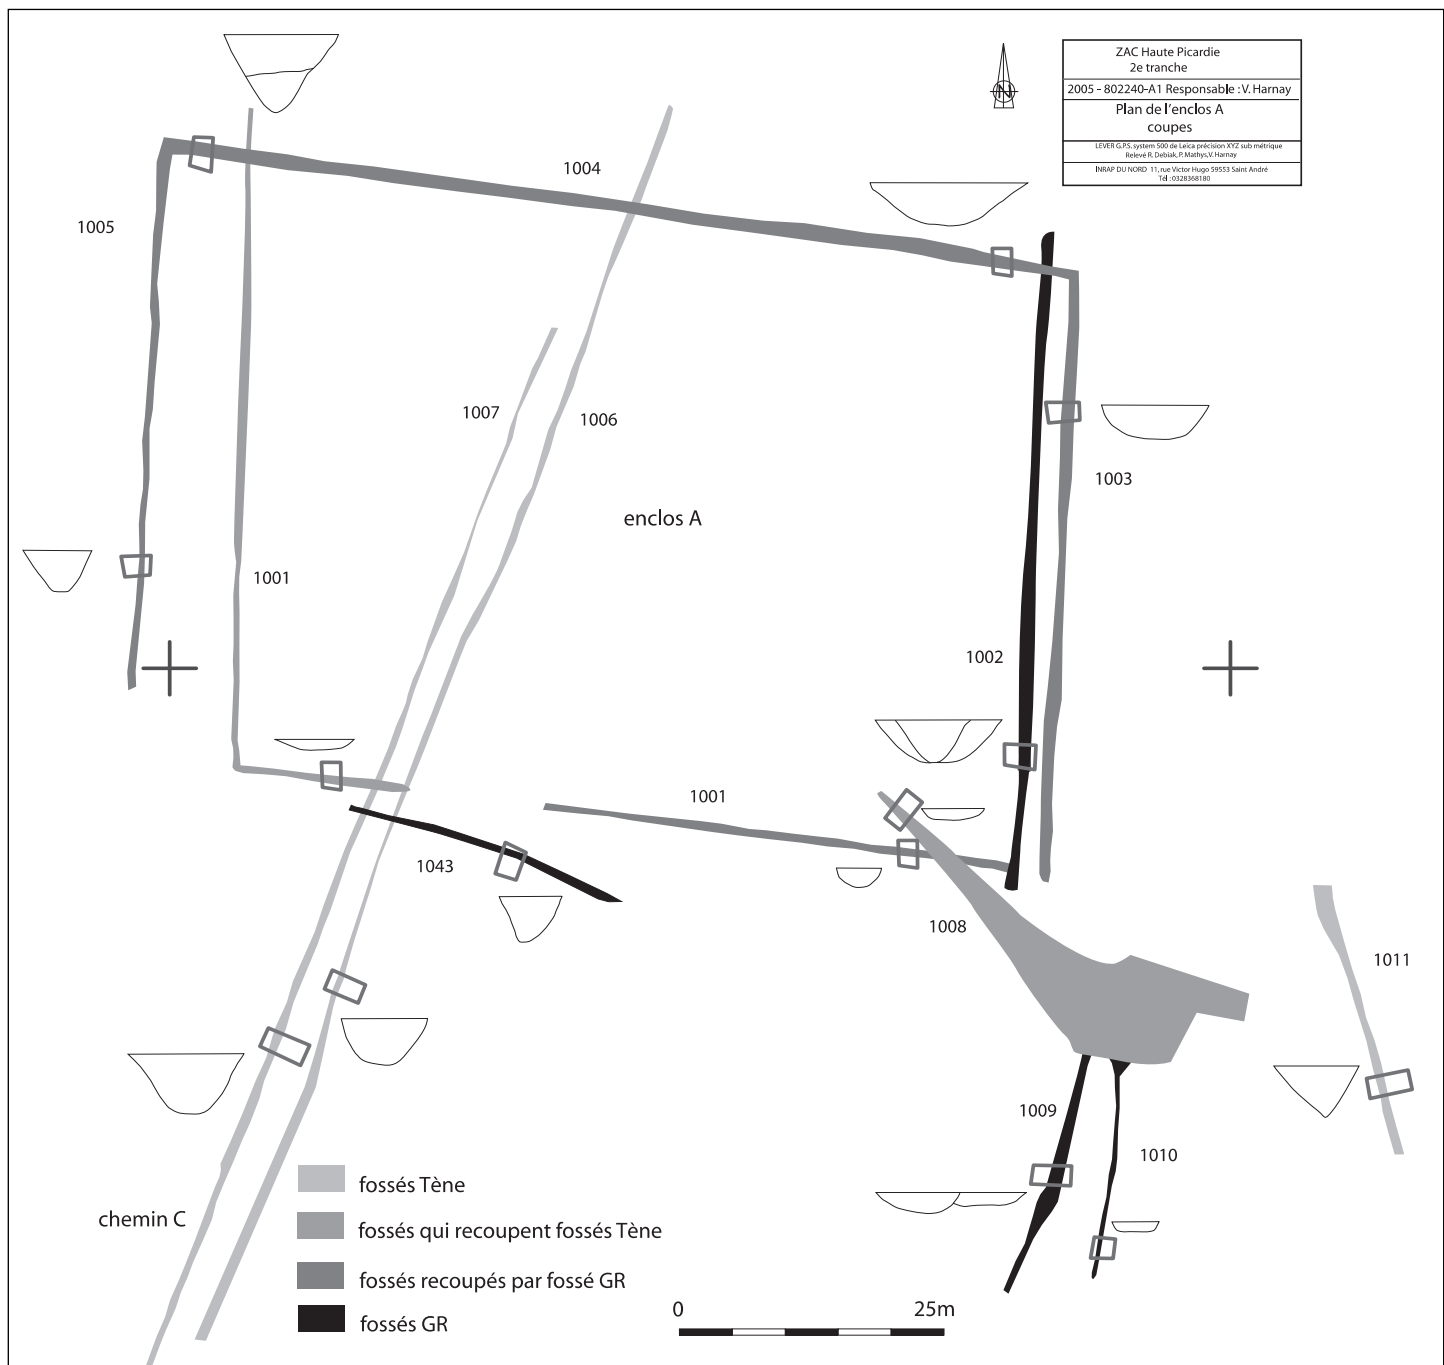 ZAC Haute Picardie
2e tranche
2005 - 802240-A1 Responsable : V. Harnay
Plan de l'enclos A
coupes
LEVER G.P.S. system 500 de Leica précision XYZ sub métrique
Relevé R. Debiak, P. Mathys, V. Harnay
INRAP DU NORD 11, rue Victor Hugo 59553 Saint André
Tél : 0328368180
N
1004
1005
1007
1006
1003
enclos A
1001
1002
1001
1043
1008
1011
1009
1010
chemin C
fossés Tène
fossés qui recoupent fossés Tène
fossés recoupés par fossé GR
fossés GR
0 25m